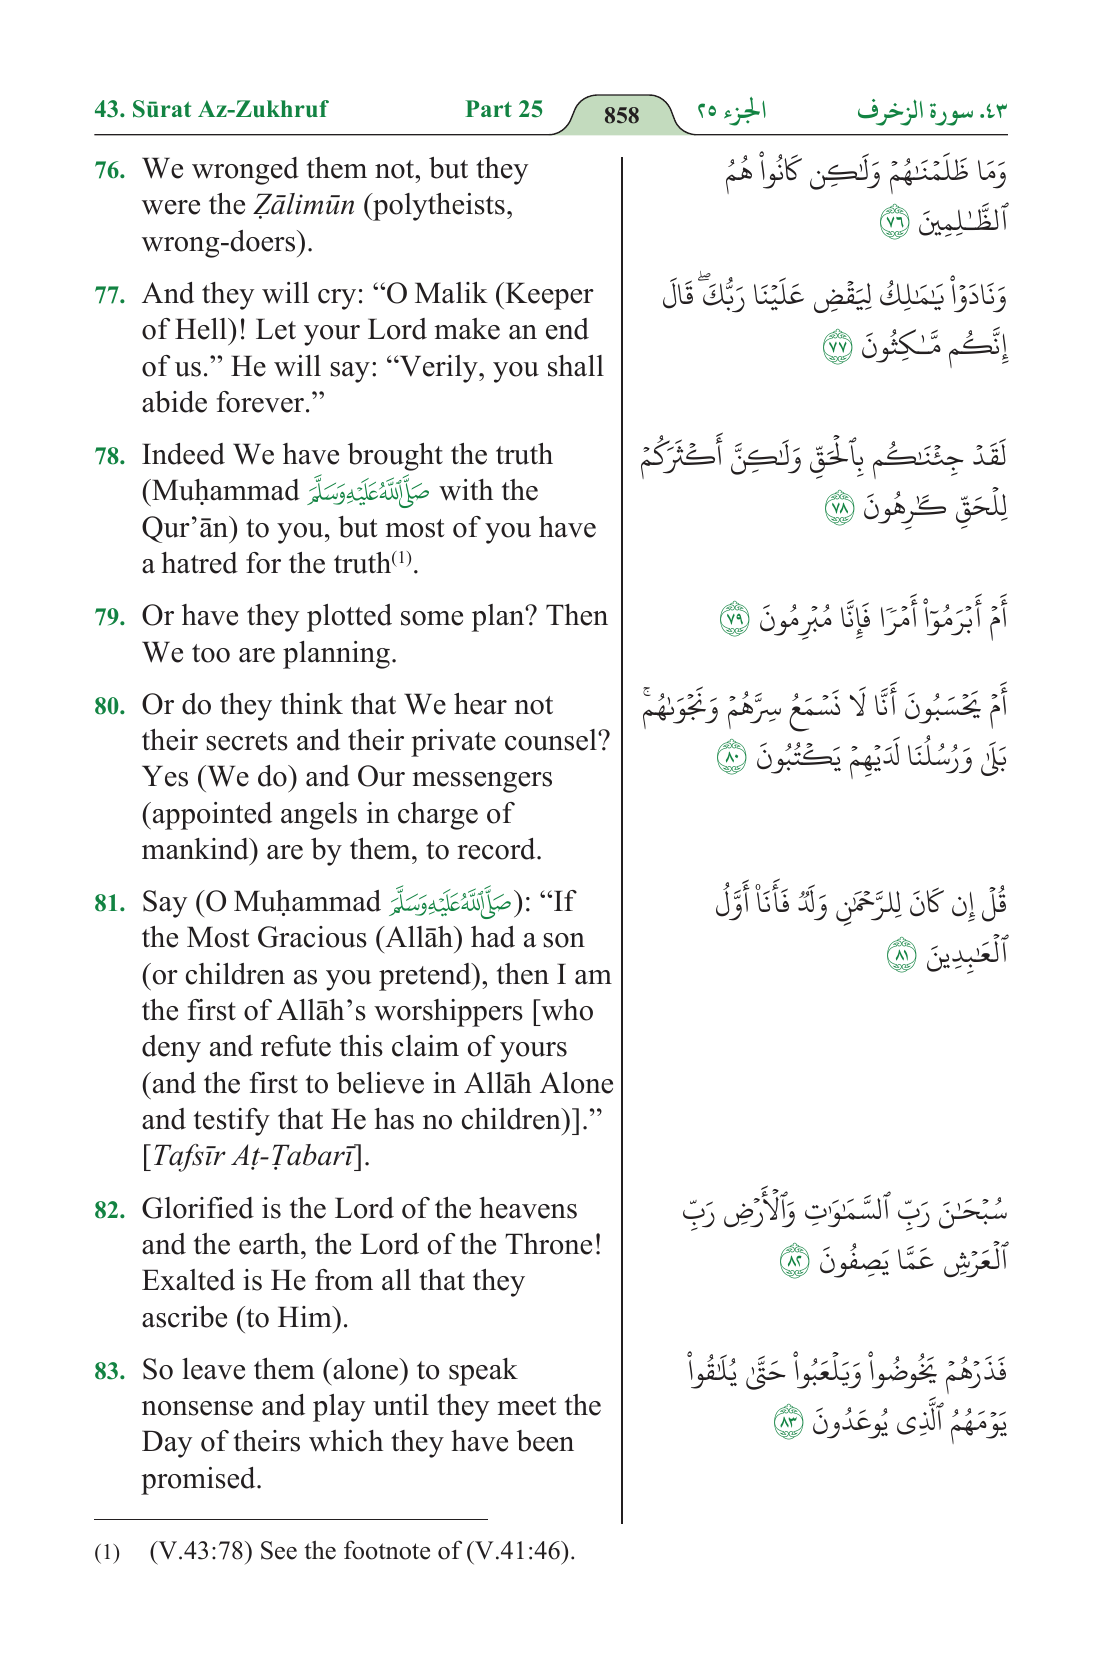 43. Sūrat Az-Zukhruf Part 25 858 الجزء ٢٥ ٤٣. سورة الزخرف
76. We wronged them not, but they
were the Ẓālimūn (polytheists,
wrong-doers).
77. And they will cry: “O Malik (Keeper
of Hell)! Let your Lord make an end
of us.” He will say: “Verily, you shall
abide forever.”
78. Indeed We have brought the truth
(Muḥammad صَلَّى اللَّهُ عَلَيْهِ وَسَلَّمَ with the
Qur’ān) to you, but most of you have
a hatred for the truth(1).
79. Or have they plotted some plan? Then
We too are planning.
80. Or do they think that We hear not
their secrets and their private counsel?
Yes (We do) and Our messengers
(appointed angels in charge of
mankind) are by them, to record.
81. Say (O Muḥammad صَلَّى اللَّهُ عَلَيْهِ وَسَلَّمَ): “If
the Most Gracious (Allāh) had a son
(or children as you pretend), then I am
the first of Allāh’s worshippers [who
deny and refute this claim of yours
(and the first to believe in Allāh Alone
and testify that He has no children)].”
[Tafsīr Aṭ-Ṭabarī].
82. Glorified is the Lord of the heavens
and the earth, the Lord of the Throne!
Exalted is He from all that they
ascribe (to Him).
83. So leave them (alone) to speak
nonsense and play until they meet the
Day of theirs which they have been
promised.
وَمَا ظَلَمْنَـٰهُمْ وَلَـٰكِن كَانُوا۟ هُمُ
ٱلظَّـٰلِمِينَ ٧٦
وَنَادَوْا۟ يَـٰمَـٰلِكُ لِيَقْضِ عَلَيْنَا رَبُّكَ ۖ قَالَ
إِنَّكُم مَّـٰكِثُونَ ٧٧
لَقَدْ جِئْنَـٰكُم بِٱلْحَقِّ وَلَـٰكِنَّ أَكْثَرَكُمْ
لِلْحَقِّ كَـٰرِهُونَ ٧٨
أَمْ أَبْرَمُوٓا۟ أَمْرًا فَإِنَّا مُبْرِمُونَ ٧٩
أَمْ يَحْسَبُونَ أَنَّا لَا نَسْمَعُ سِرَّهُمْ وَنَجْوَىٰهُم ۚ
بَلَىٰ وَرُسُلُنَا لَدَيْهِمْ يَكْتُبُونَ ٨٠
قُلْ إِن كَانَ لِلرَّحْمَـٰنِ وَلَدٌ فَأَنَا۠ أَوَّلُ
ٱلْعَـٰبِدِينَ ٨١
سُبْحَـٰنَ رَبِّ ٱلسَّمَـٰوَٰتِ وَٱلْأَرْضِ رَبِّ
ٱلْعَرْشِ عَمَّا يَصِفُونَ ٨٢
فَذَرْهُمْ يَخُوضُوا۟ وَيَلْعَبُوا۟ حَتَّىٰ يُلَـٰقُوا۟
يَوْمَهُمُ ٱلَّذِى يُوعَدُونَ ٨٣
(1) (V.43:78) See the footnote of (V.41:46).